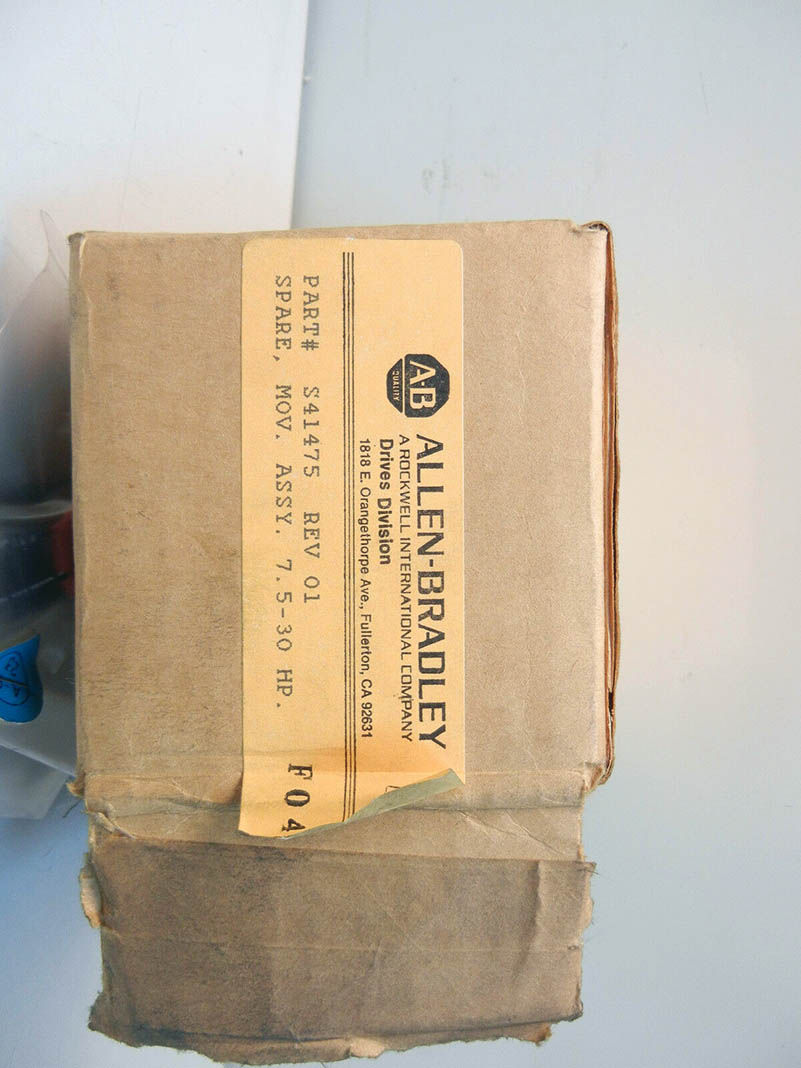 A·B
QUALITY
ALLEN-BRADLEY
A ROCKWELL INTERNATIONAL COMPANY
Drives Division
1818 E. Orangethorpe Ave., Fullerton, CA 92631
PART# S41475 REV 01
SPARE, MOV. ASSY. 7.5-30 HP.
F04